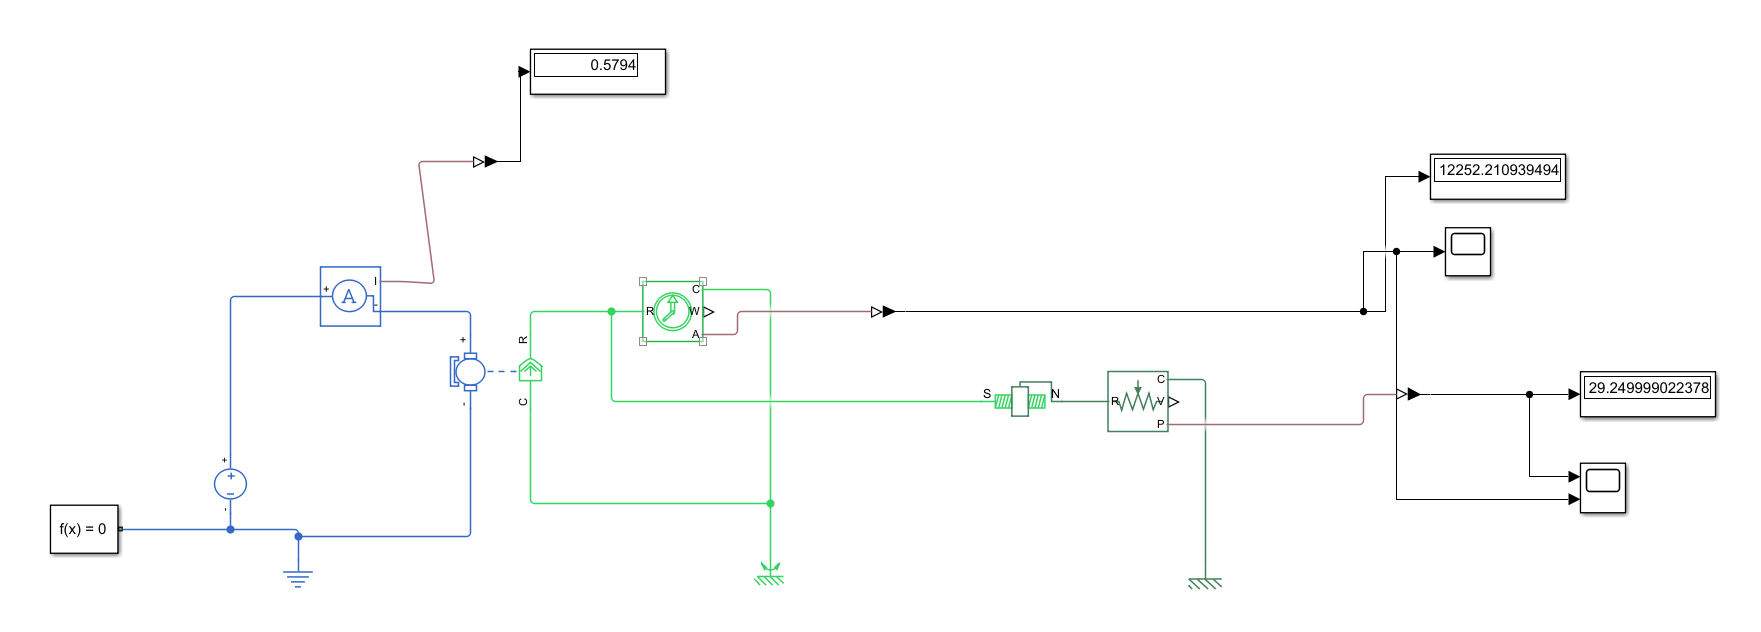 0.5794
12252.210939494
I
+
A
-
C
R
W
A
R
+
C
S
N
C
R
V
P
29.249999022378
-
+
+
-
-
f(x) = 0